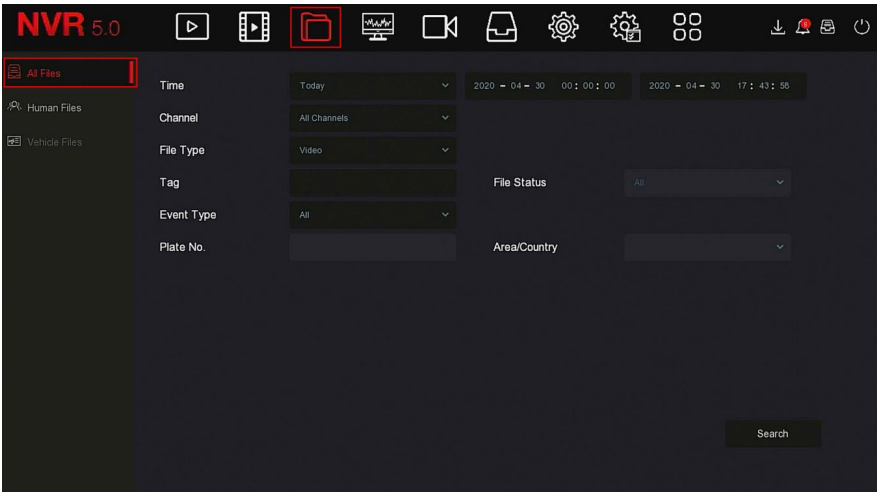 NVR 5.0
All Files
Human Files
Vehicle Files
Time Today 2020 - 04 - 30 00 : 00 : 00 2020 - 04 - 30 17 : 43 : 58
Channel All Channels
File Type Video
Tag File Status All
Event Type All
Plate No. Area/Country
Search